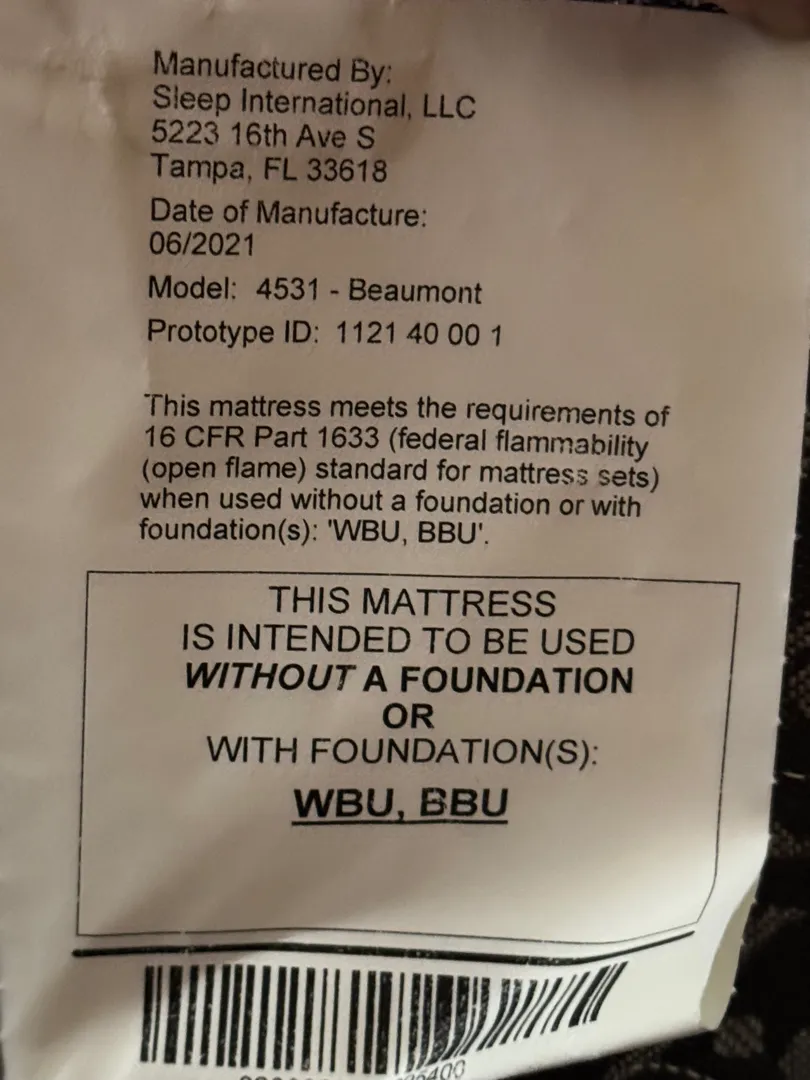 Manufactured By:
Sleep International, LLC
5223 16th Ave S
Tampa, FL 33618
Date of Manufacture:
06/2021
Model: 4531 - Beaumont
Prototype ID: 1121 40 00 1
This mattress meets the requirements of
16 CFR Part 1633 (federal flammability
(open flame) standard for mattress sets)
when used without a foundation or with
foundation(s): 'WBU, BBU'.
THIS MATTRESS
IS INTENDED TO BE USED
WITHOUT A FOUNDATION
OR
WITH FOUNDATION(S):
WBU, BBU